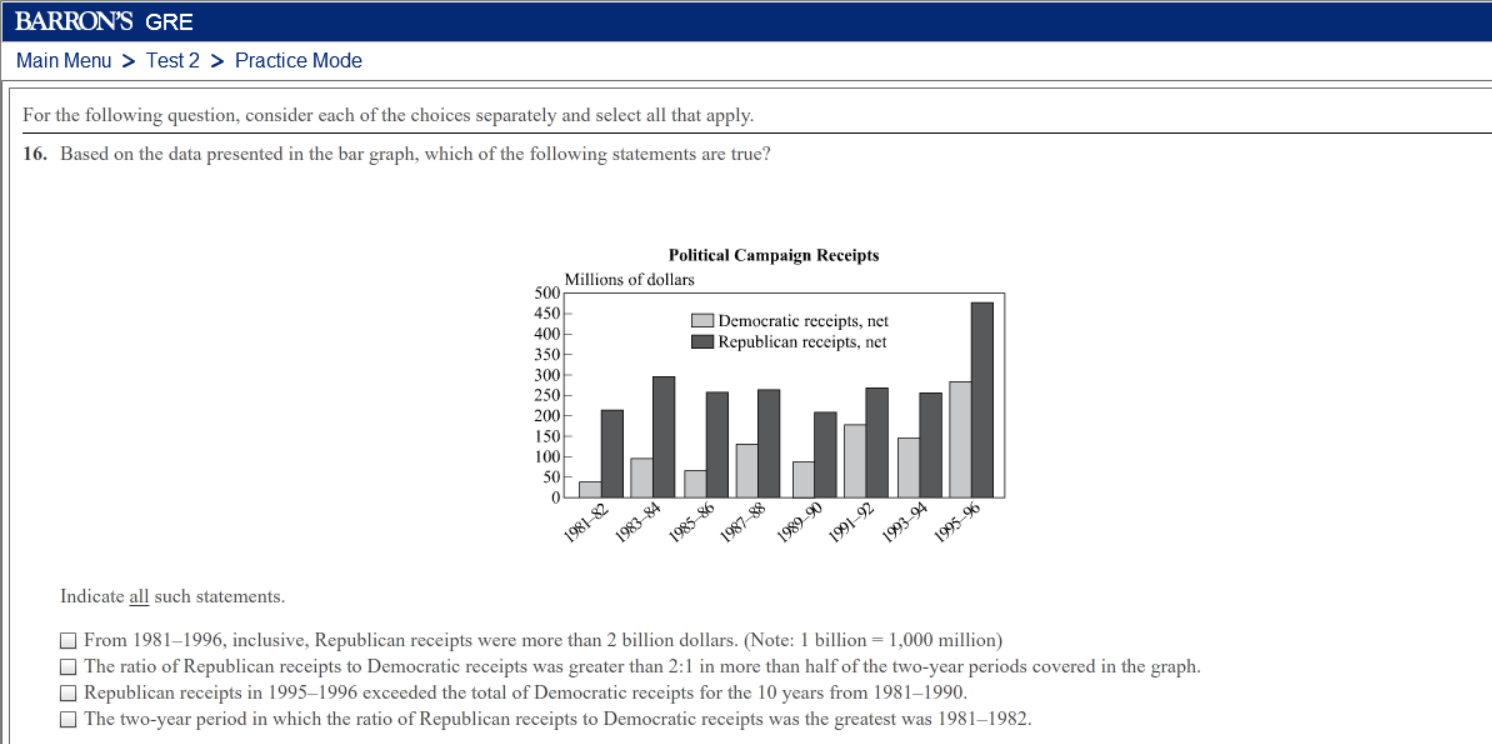 BARRON'S GRE
Main Menu > Test 2 > Practice Mode
For the following question, consider each of the choices separately and select all that apply.
16. Based on the data presented in the bar graph, which of the following statements are true?
Political Campaign Receipts
Millions of dollars
500
450
400
350
300
250
200
150
100
50
0
Democratic receipts, net
Republican receipts, net
1981–82
1983–84
1985–86
1987–88
1989–90
1991–92
1993–94
1995–96
Indicate all such statements.
From 1981–1996, inclusive, Republican receipts were more than 2 billion dollars. (Note: 1 billion = 1,000 million)
The ratio of Republican receipts to Democratic receipts was greater than 2:1 in more than half of the two-year periods covered in the graph.
Republican receipts in 1995–1996 exceeded the total of Democratic receipts for the 10 years from 1981–1990.
The two-year period in which the ratio of Republican receipts to Democratic receipts was the greatest was 1981–1982.